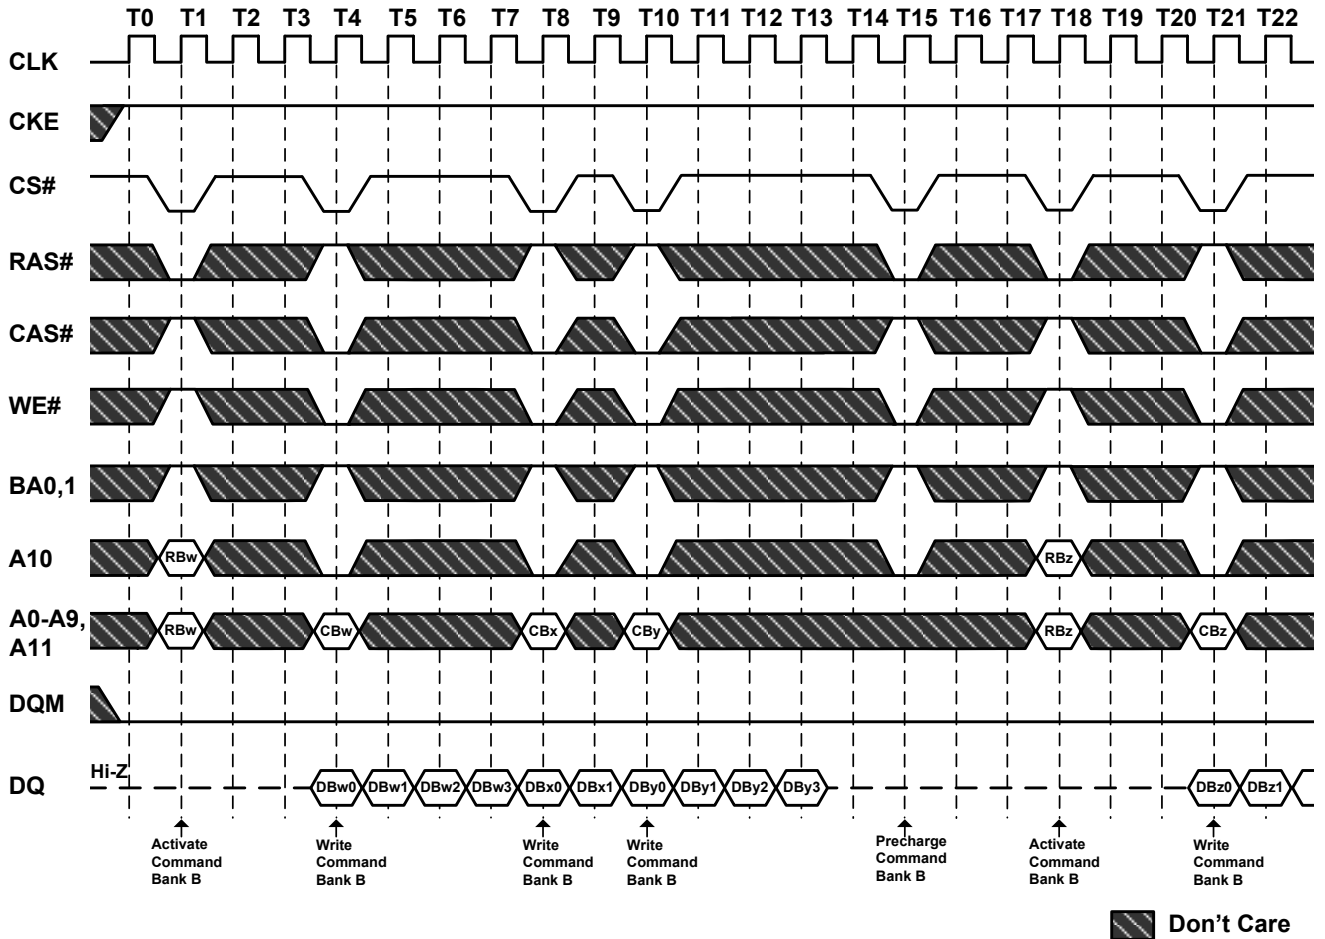 T0 T1 T2 T3 T4 T5 T6 T7 T8 T9 T10 T11 T12 T13 T14 T15 T16 T17 T18 T19 T20 T21 T22
CLK
CKE
CS#
RAS#
CAS#
WE#
BA0,1
A10
RBw RBz
A0-A9,
A11
RBw CBw CBx CBy RBz CBz
DQM
DQ
Hi-Z
DBw0 DBw1 DBw2 DBw3 DBx0 DBx1 DBy0 DBy1 DBy2 DBy3 DBz0 DBz1
Activate
Command
Bank B
Write
Command
Bank B
Write
Command
Bank B
Write
Command
Bank B
Precharge
Command
Bank B
Activate
Command
Bank B
Write
Command
Bank B
Don't Care